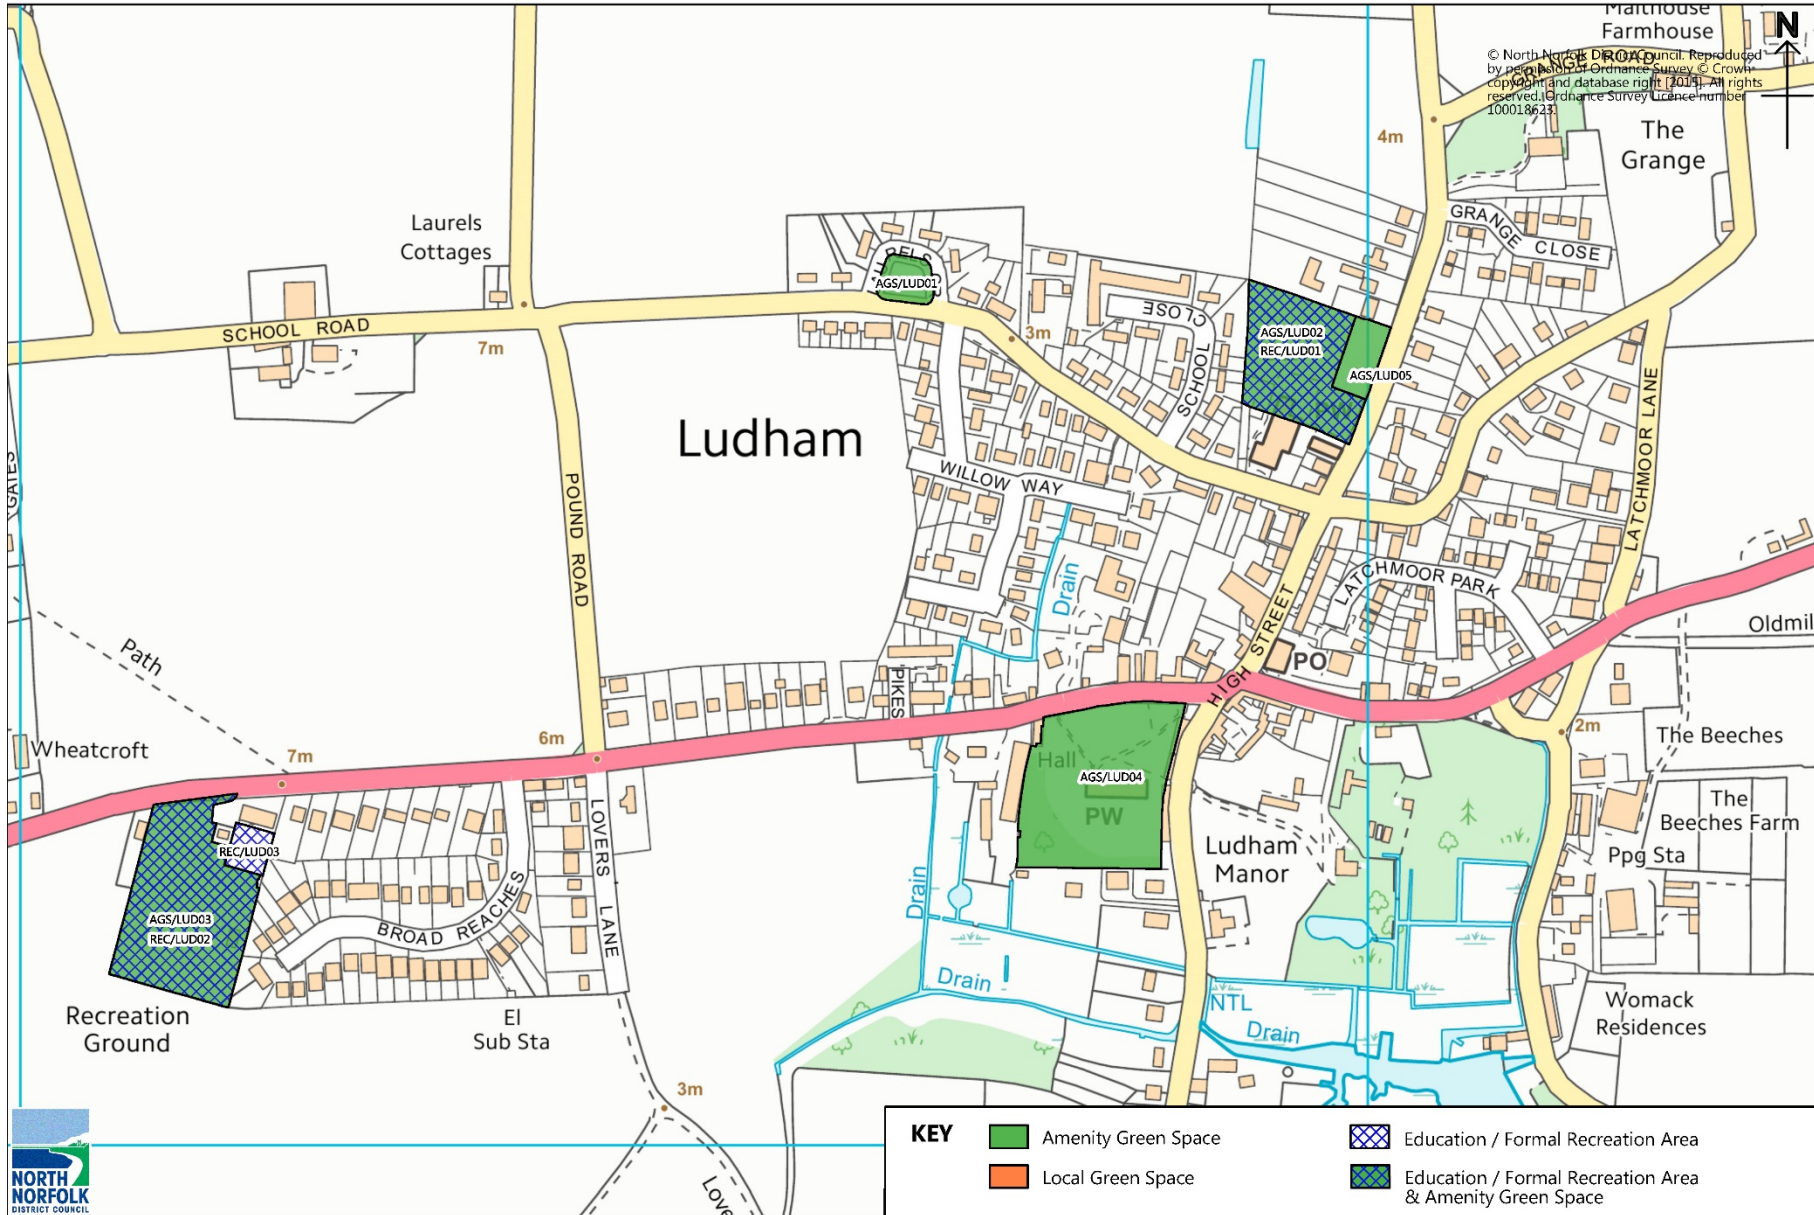 Malthouse
Farmhouse
N
© North Norfolk District Council. Reproduced
by permission of Ordnance Survey © Crown
copyright and database right [2015]. All rights
reserved. Ordnance Survey Licence number
100018623.
GRANGE ROAD
The
Grange
4m
Laurels
Cottages
GRANGE CLOSE
AGS/LUD01
SCHOOL ROAD
7m
3m
SCHOOL CLOSE
AGS/LUD02
REC/LUD01
AGS/LUD05
Ludham
LATCHMOOR LANE
WILLOW WAY
GATES
POUND ROAD
Drain
LATCHMOOR PARK
HIGH STREET
PO
Oldmil
Path
PIKES
Wheatcroft
7m
6m
2m
The Beeches
Hall
AGS/LUD04
PW
The
Beeches Farm
Ppg Sta
Ludham
Manor
REC/LUD03
LOVERS LANE
Drain
AGS/LUD03
REC/LUD02
BROAD REACHES
Drain
NTL
Drain
Womack
Residences
Recreation
Ground
El
Sub Sta
3m
Love
KEY
Amenity Green Space
Education / Formal Recreation Area
Local Green Space
Education / Formal Recreation Area
& Amenity Green Space
NORTH
NORFOLK
DISTRICT COUNCIL